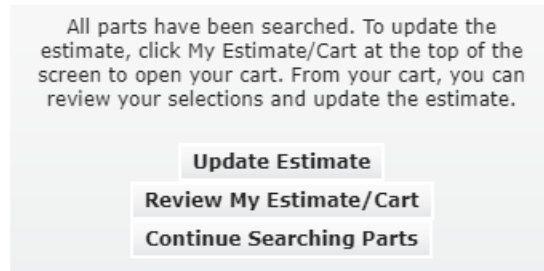 All parts have been searched. To update the
estimate, click My Estimate/Cart at the top of the
screen to open your cart. From your cart, you can
review your selections and update the estimate.
Update Estimate
Review My Estimate/Cart
Continue Searching Parts